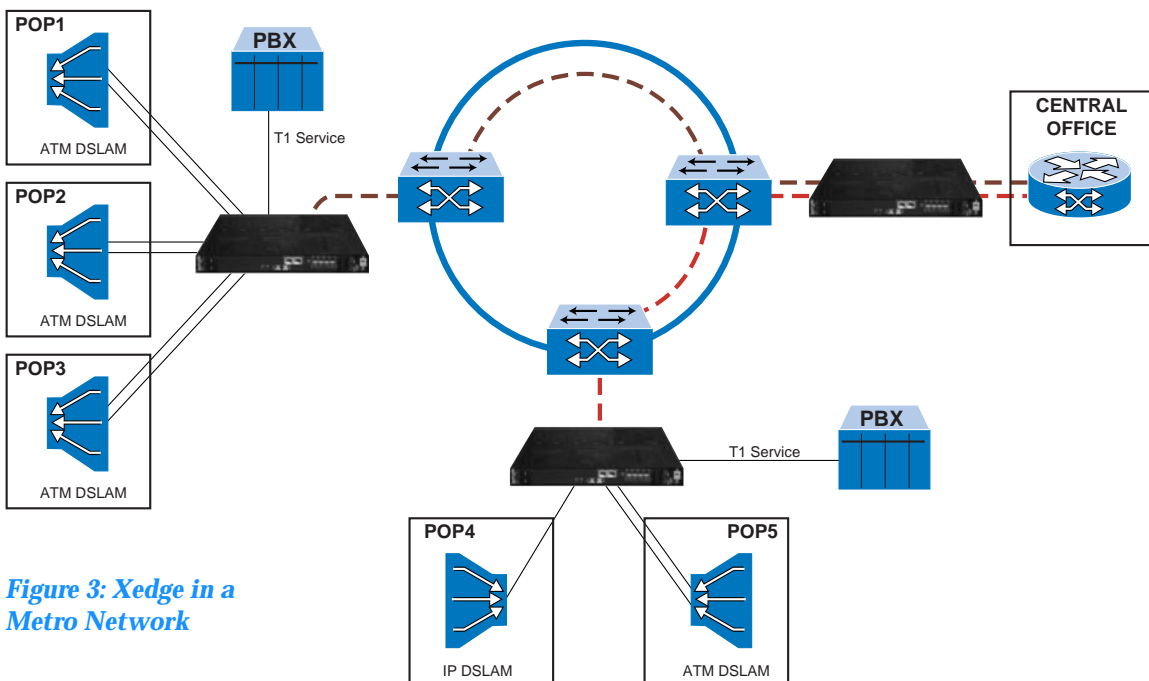 POP1
ATM DSLAM
PBX
T1 Service
POP2
ATM DSLAM
POP3
ATM DSLAM
CENTRAL
OFFICE
PBX
T1 Service
POP4
IP DSLAM
POP5
ATM DSLAM
Figure 3: Xedge in a
Metro Network